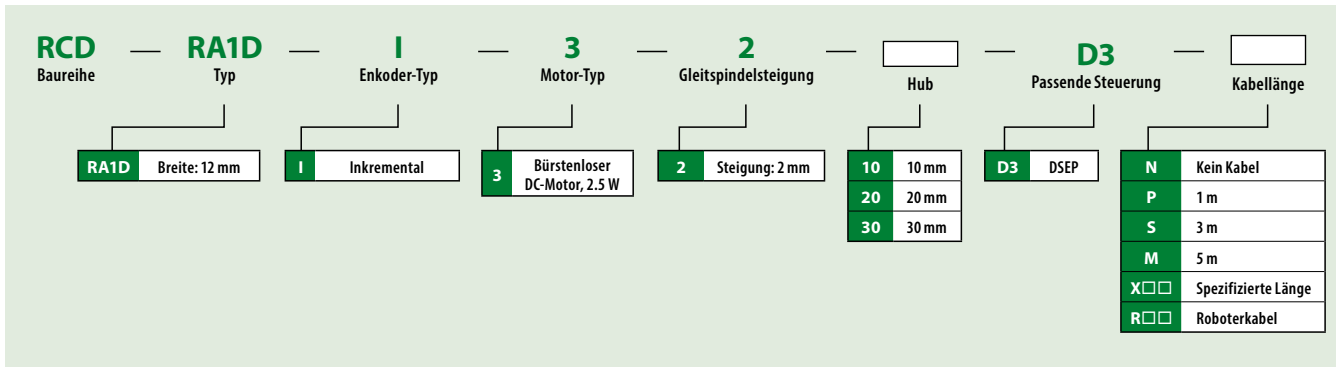 RCD — RA1D — I — 3 — 2 — — D3 —
Baureihe Typ Enkoder-Typ Motor-Typ Gleitspindelsteigung Hub Passende Steuerung Kabellänge
RA1D Breite: 12 mm
I Inkremental
3 Bürstenloser
DC-Motor, 2.5 W
2 Steigung: 2 mm
10 10 mm
20 20 mm
30 30 mm
D3 DSEP
N Kein Kabel
P 1 m
S 3 m
M 5 m
X□□ Spezifizierte Länge
R□□ Roboterkabel